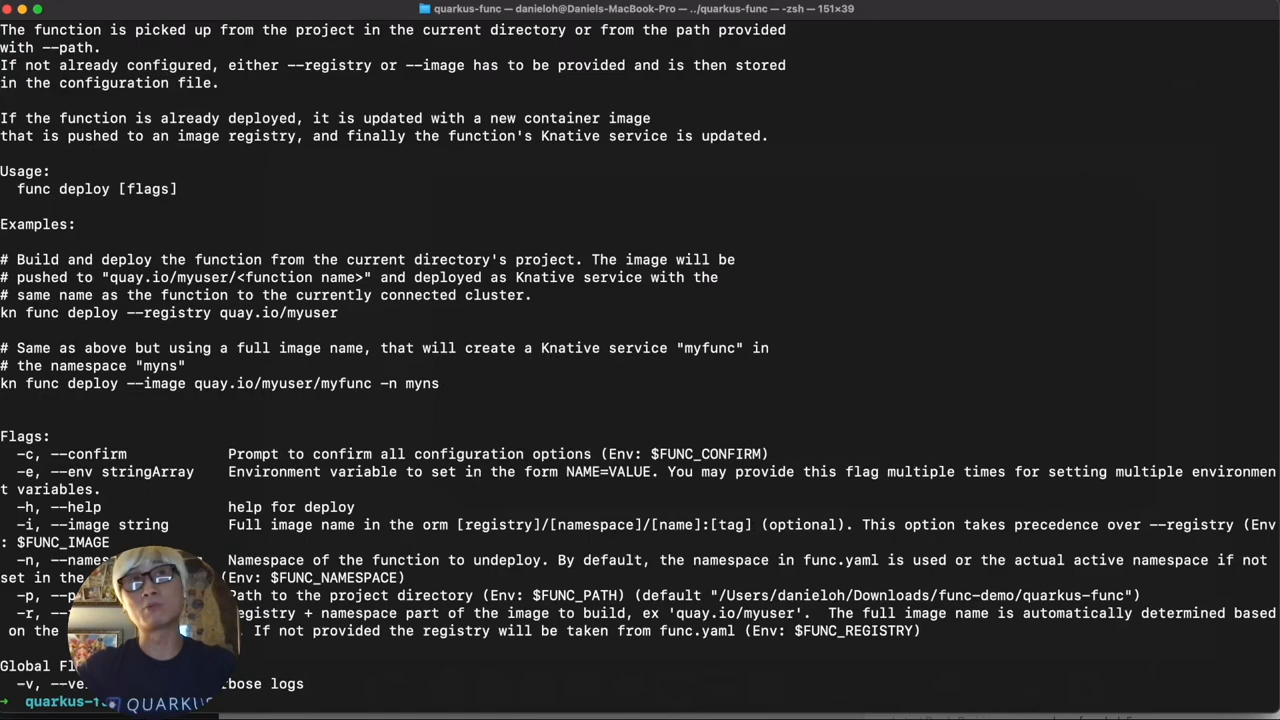 quarkus-func — danieloh@Daniels-MacBook-Pro — ../quarkus-func — -zsh — 151×39
The function is picked up from the project in the current directory or from the path provided
with --path.
If not already configured, either --registry or --image has to be provided and is then stored
in the configuration file.
If the function is already deployed, it is updated with a new container image
that is pushed to an image registry, and finally the function's Knative service is updated.
Usage:
func deploy [flags]
Examples:
# Build and deploy the function from the current directory's project. The image will be
# pushed to "quay.io/myuser/<function name>" and deployed as Knative service with the
# same name as the function to the currently connected cluster.
kn func deploy --registry quay.io/myuser
# Same as above but using a full image name, that will create a Knative service "myfunc" in
# the namespace "myns"
kn func deploy --image quay.io/myuser/myfunc -n myns
Flags:
-c, --confirm Prompt to confirm all configuration options (Env: $FUNC_CONFIRM)
-e, --env stringArray Environment variable to set in the form NAME=VALUE. You may provide this flag multiple times for setting multiple environmen
t variables.
-h, --help help for deploy
-i, --image string Full image name in the orm [registry]/[namespace]/[name]:[tag] (optional). This option takes precedence over --registry (Env
: $FUNC_IMAGE
-n, Namespace of the function to undeploy. By default, the namespace in func.yaml is used or the actual active namespace if not
set in the (Env: $FUNC_NAMESPACE)
-p, Path to the project directory (Env: $FUNC_PATH) (default "/Users/danieloh/Downloads/func-demo/quarkus-func")
-r, + namespace part of the image to build, ex 'quay.io/myuser'. The full image name is automatically determined based
on the If not provided the registry will be taken from func.yaml (Env: $FUNC_REGISTRY)
Global
-v, logs
➜
QUARKUS